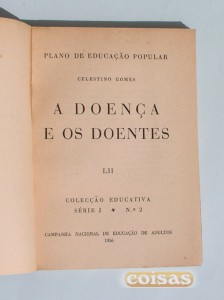 PLANO DE EDUCAÇÃO POPULAR
CELESTINO GOMES
A DOENÇA
E OS DOENTES
LII
COLECÇÃO EDUCATIVA
SÉRIE J * N.º 2
CAMPANHA NACIONAL DE EDUCAÇÃO DE ADULTOS
1956
coisas